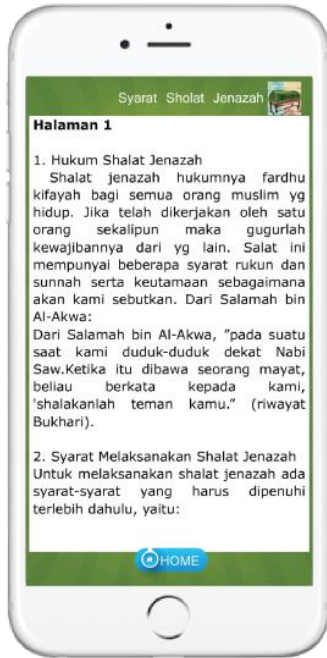 Syarat Sholat Jenazah
Halaman 1
1. Hukum Shalat Jenazah
Shalat jenazah hukumnya fardhu
kifayah bagi semua orang muslim yg
hidup. Jika telah dikerjakan oleh satu
orang sekalipun maka gugurlah
kewajibannya dari yg lain. Salat ini
mempunyai beberapa syarat rukun dan
sunnah serta keutamaan sebagaimana
akan kami sebutkan. Dari Salamah bin
Al-Akwa:
Dari Salamah bin Al-Akwa, "pada suatu
saat kami duduk-duduk dekat Nabi
Saw.Ketika itu dibawa seorang mayat,
beliau berkata kepada kami,
'shalakanlah teman kamu." (riwayat
Bukhari).
2. Syarat Melaksanakan Shalat Jenazah
Untuk melaksanakan shalat jenazah ada
syarat-syarat yang harus dipenuhi
terlebih dahulu, yaitu:
HOME